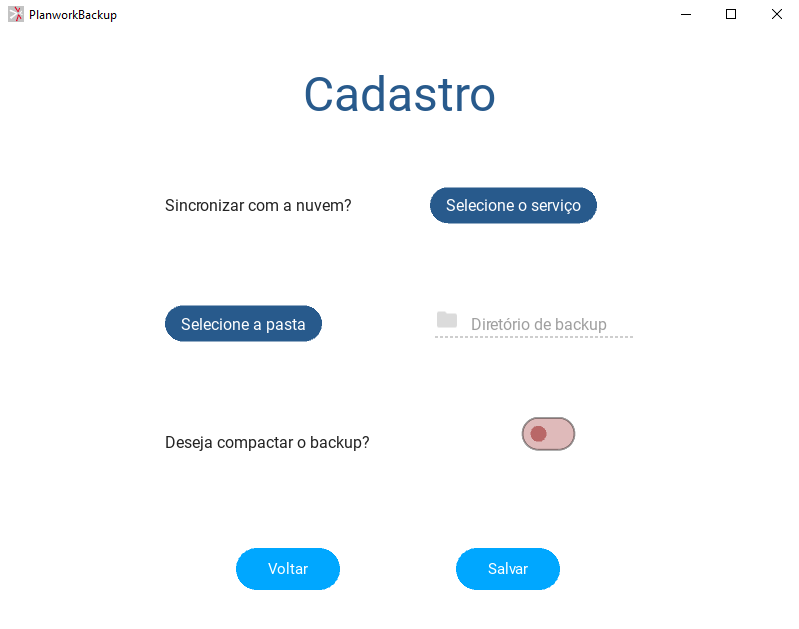 PlanworkBackup
Cadastro
Sincronizar com a nuvem?
Selecione o serviço
Selecione a pasta
Diretório de backup
Deseja compactar o backup?
Voltar
Salvar